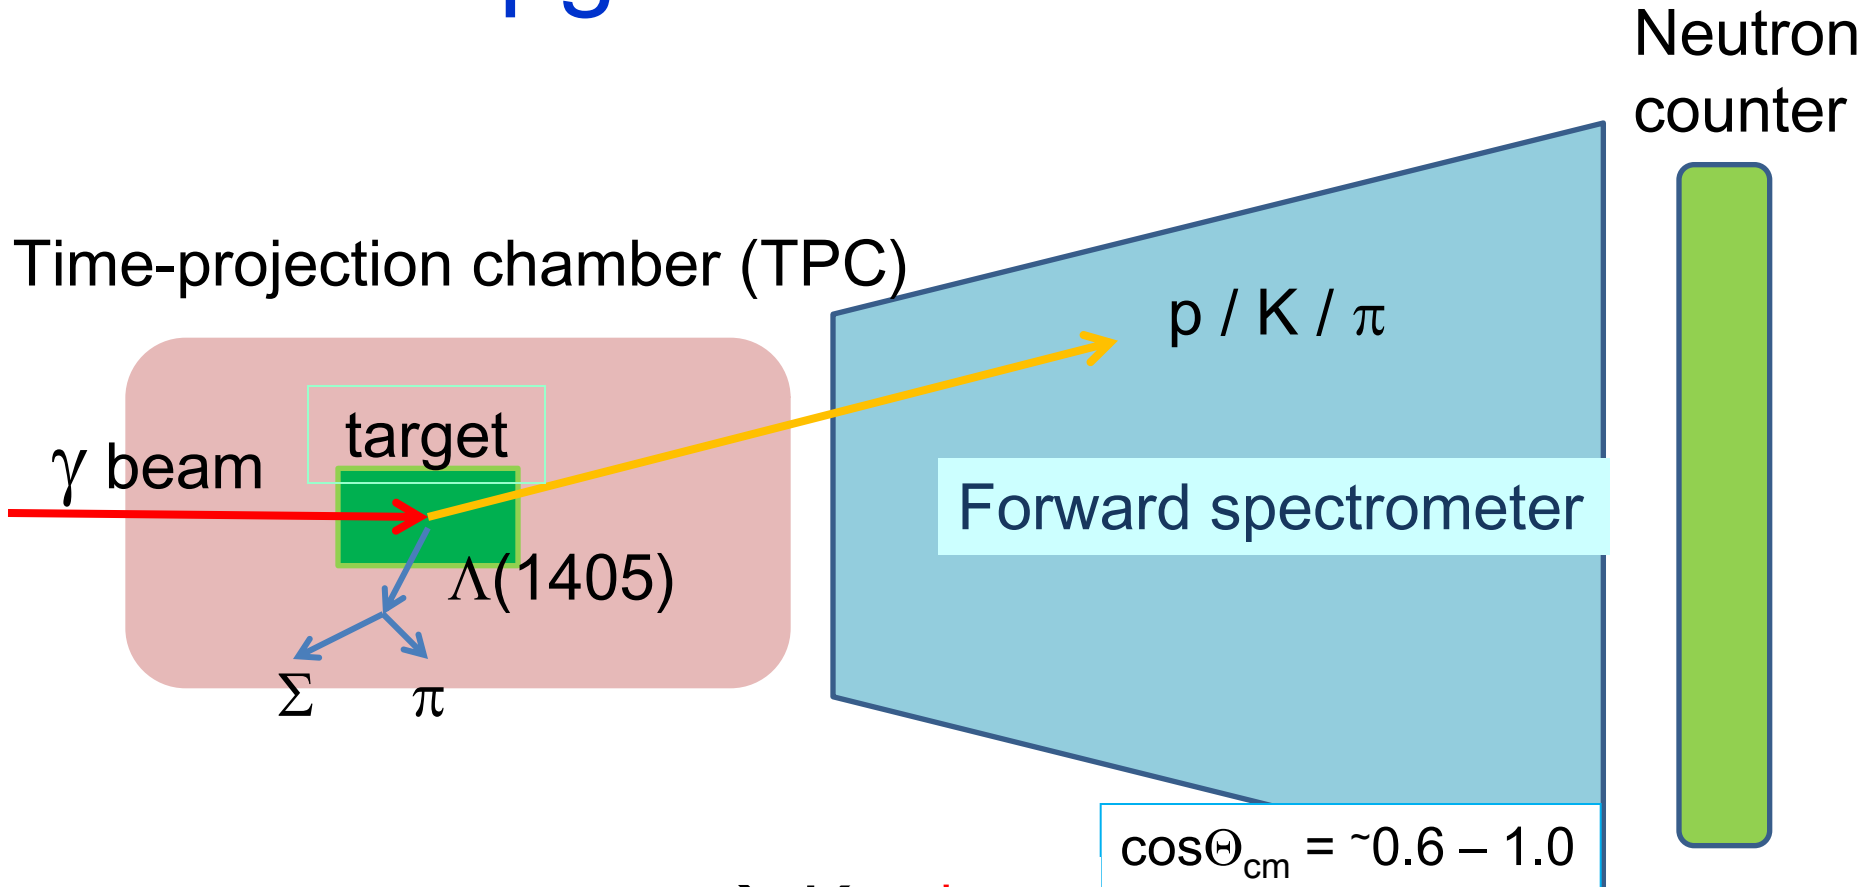 Neutron
counter
Time-projection chamber (TPC)
p / K / π
target
γ beam
Forward spectrometer
Λ(1405)
Σ
π
cosΘcm = ~0.6 – 1.0